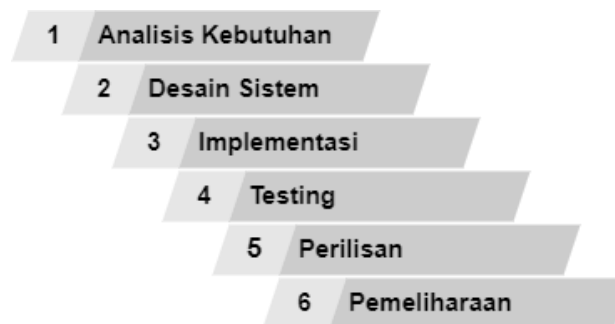 1 Analisis Kebutuhan
2 Desain Sistem
3 Implementasi
4 Testing
5 Perilisan
6 Pemeliharaan